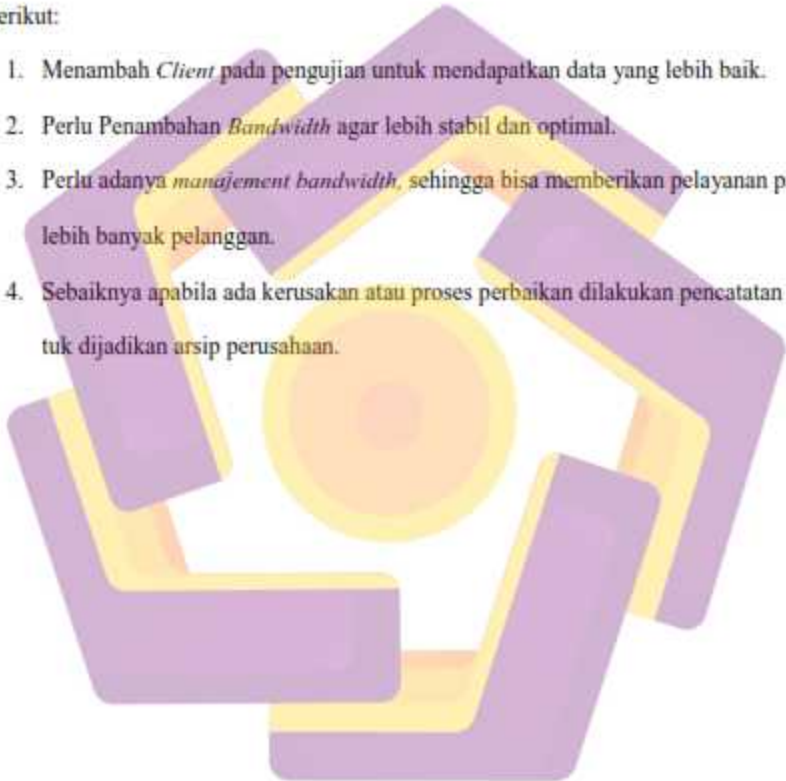 erikut:
1. Menambah Client pada pengujian untuk mendapatkan data yang lebih baik.
2. Perlu Penambahan Bandwidth agar lebih stabil dan optimal.
3. Perlu adanya manajement bandwidth, sehingga bisa memberikan pelayanan p
lebih banyak pelanggan.
4. Sebaiknya apabila ada kerusakan atau proses perbaikan dilakukan pencatatan
tuk dijadikan arsip perusahaan.